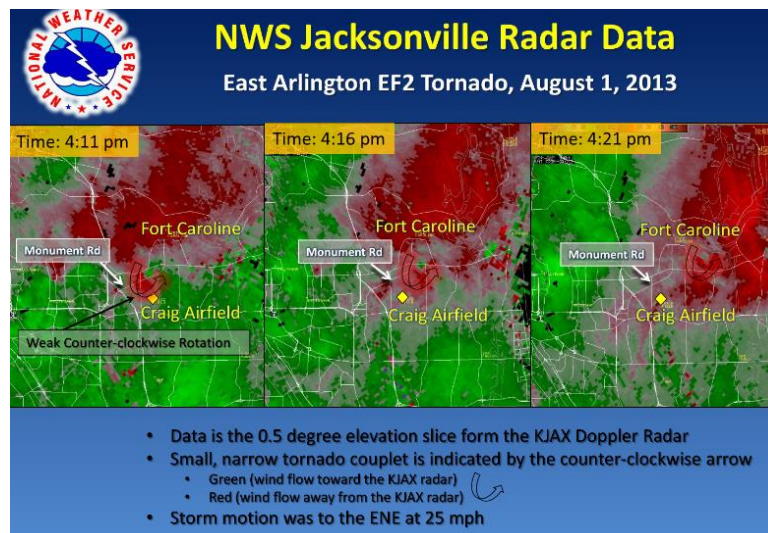 NATIONAL WEATHER SERVICE
NWS Jacksonville Radar Data
East Arlington EF2 Tornado, August 1, 2013
Time: 4:11 pm
Fort Caroline
Monument Rd
Craig Airfield
Weak Counter-clockwise Rotation
Time: 4:16 pm
Fort Caroline
Monument Rd
Craig Airfield
Time: 4:21 pm
Fort Caroline
Monument Rd
Craig Airfield
• Data is the 0.5 degree elevation slice form the KJAX Doppler Radar
• Small, narrow tornado couplet is indicated by the counter-clockwise arrow
• Green (wind flow toward the KJAX radar)
• Red (wind flow away from the KJAX radar)
• Storm motion was to the ENE at 25 mph